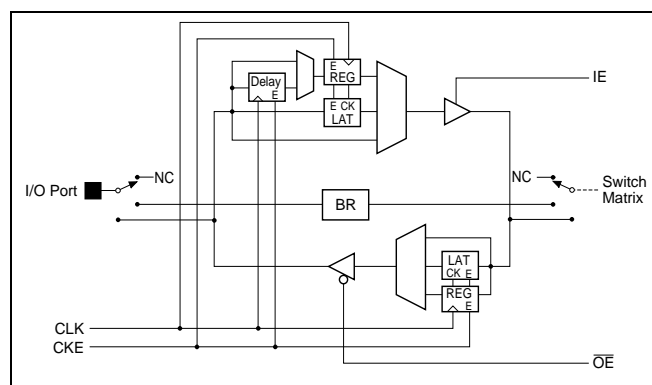 E
REG
Delay
E
E CK
LAT
IE
NC
I/O Port
BR
NC
Switch
Matrix
LAT
CK E
REG
E
CLK
CKE
OE